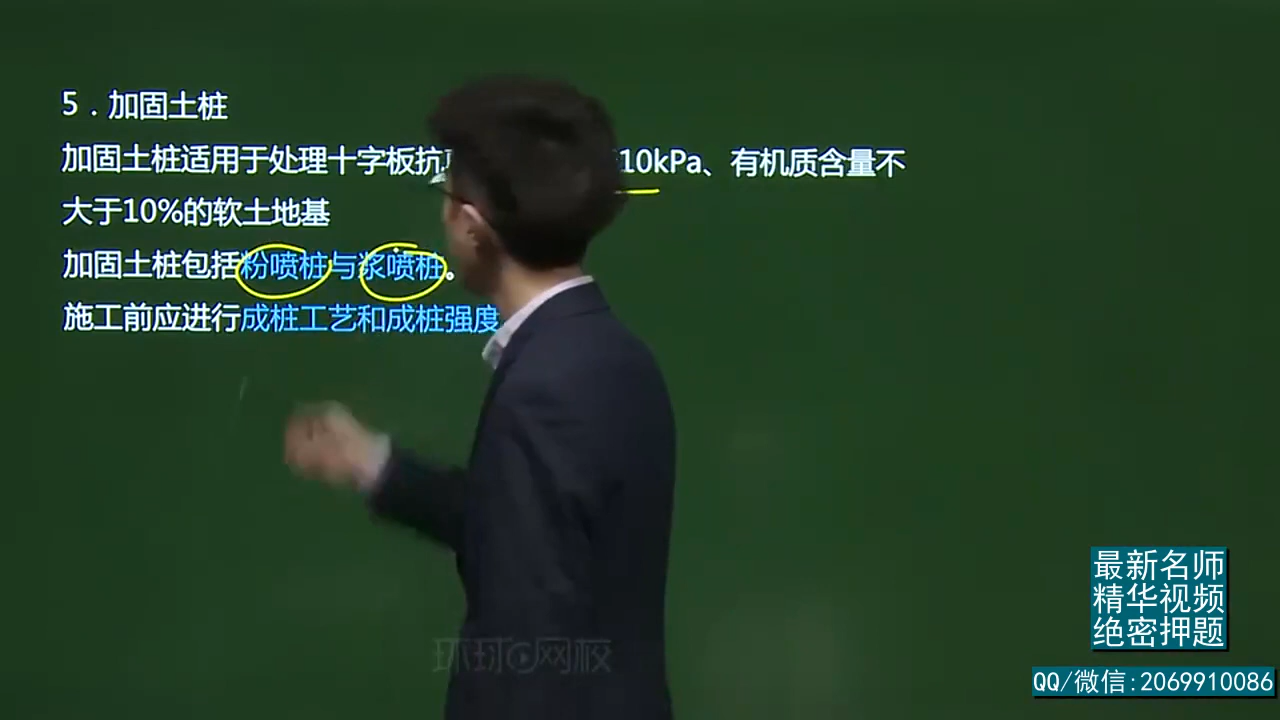 5．加固土桩
加固土桩适用于处理十字板抗 10kPa、有机质含量不
大于10%的软土地基
加固土桩包括粉喷桩与浆喷桩。
施工前应进行成桩工艺和成桩强度
环球网校
最新名师
精华视频
绝密押题
QQ/微信:2069910086